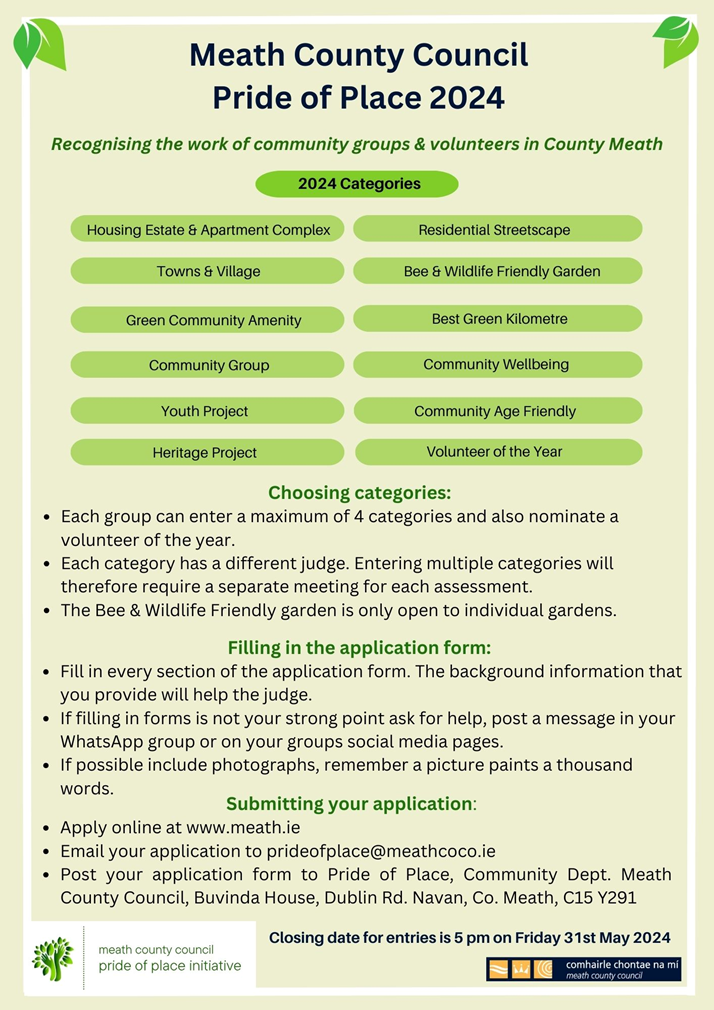 Meath County Council
Pride of Place 2024
Recognising the work of community groups & volunteers in County Meath
2024 Categories
Housing Estate & Apartment Complex
Residential Streetscape
Towns & Village
Bee & Wildlife Friendly Garden
Green Community Amenity
Best Green Kilometre
Community Group
Community Wellbeing
Youth Project
Community Age Friendly
Heritage Project
Volunteer of the Year
Choosing categories:
• Each group can enter a maximum of 4 categories and also nominate a
volunteer of the year.
• Each category has a different judge. Entering multiple categories will
therefore require a separate meeting for each assessment.
• The Bee & Wildlife Friendly garden is only open to individual gardens.
Filling in the application form:
• Fill in every section of the application form. The background information that
you provide will help the judge.
• If filling in forms is not your strong point ask for help, post a message in your
WhatsApp group or on your groups social media pages.
• If possible include photographs, remember a picture paints a thousand
words.
Submitting your application:
• Apply online at www.meath.ie
• Email your application to prideofplace@meathcoco.ie
• Post your application form to Pride of Place, Community Dept. Meath
County Council, Buvinda House, Dublin Rd. Navan, Co. Meath, C15 Y291
Closing date for entries is 5 pm on Friday 31st May 2024
meath county council
pride of place initiative
comhairle chontae na mí
meath county council